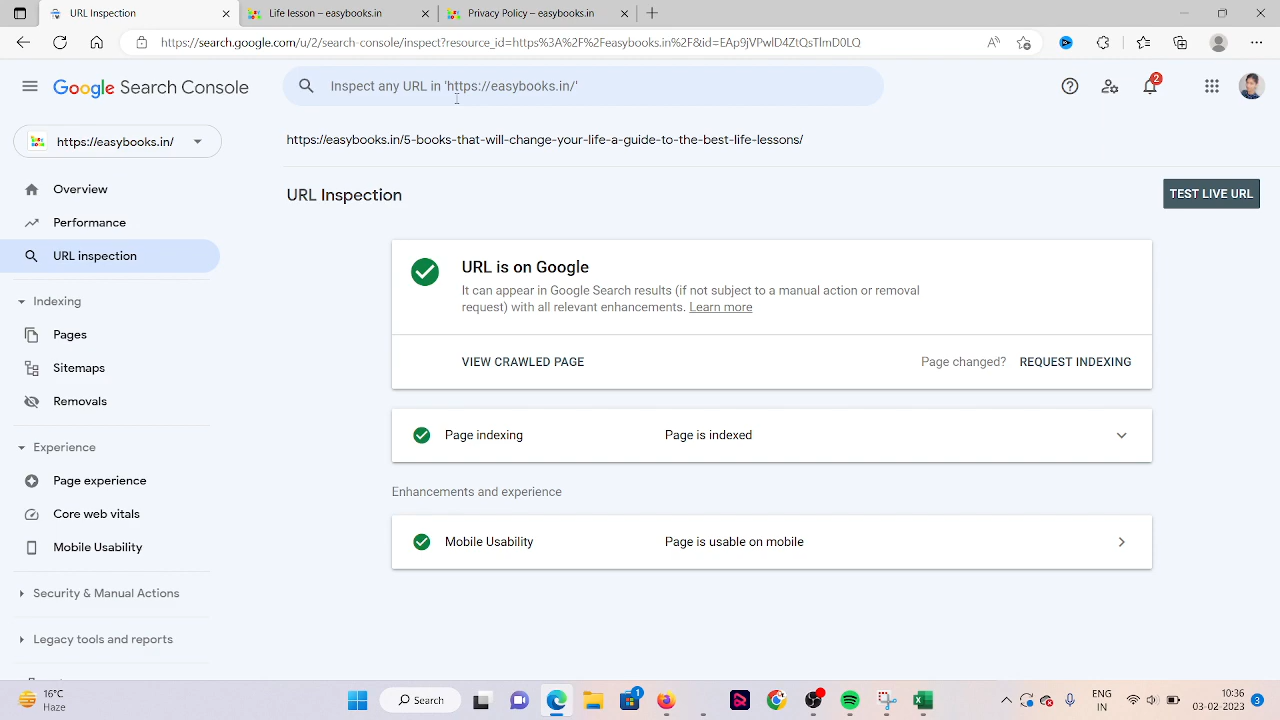 URL Inspection
Life lesson – easybooks.in
Privacy Policy – easybooks.in
https://search.google.com/u/2/search-console/inspect?resource_id=https%3A%2F%2Feasybooks.in%2F&id=EAp9jVPwlD4ZtQsTlmD0LQ
Google Search Console
Inspect any URL in 'https://easybooks.in/'
2
https://easybooks.in/
https://easybooks.in/5-books-that-will-change-your-life-a-guide-to-the-best-life-lessons/
Overview
Performance
URL inspection
Indexing
Pages
Sitemaps
Removals
Experience
Page experience
Core web vitals
Mobile Usability
Security & Manual Actions
Legacy tools and reports
URL Inspection
TEST LIVE URL
URL is on Google
It can appear in Google Search results (if not subject to a manual action or removal
request) with all relevant enhancements. Learn more
VIEW CRAWLED PAGE
Page changed? REQUEST INDEXING
Page indexing Page is indexed
Enhancements and experience
Mobile Usability Page is usable on mobile
16°C
Haze
Search
1
ENG
IN
10:36
03-02-2023
3